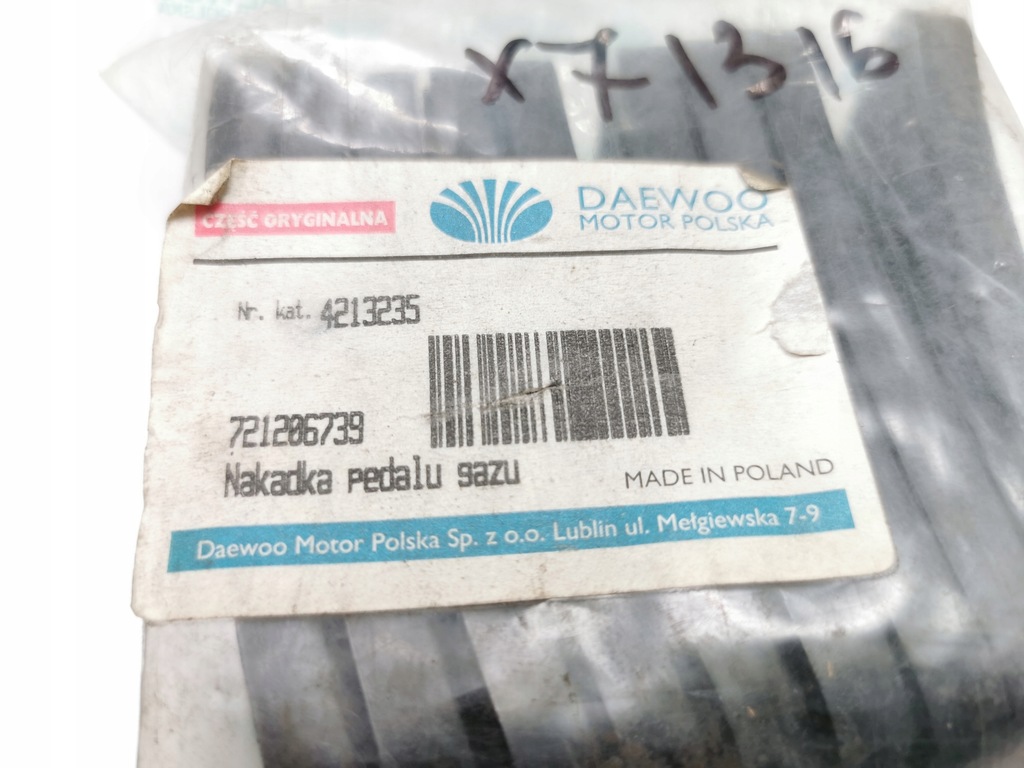 x71316
CZĘŚĆ ORYGINALNA
DAEWOO
MOTOR POLSKA
Nr. kat. 4213235
721206739
Nakadka pedalu gazu
MADE IN POLAND
Daewoo Motor Polska Sp. z o.o. Lublin ul. Mełgiewska 7-9